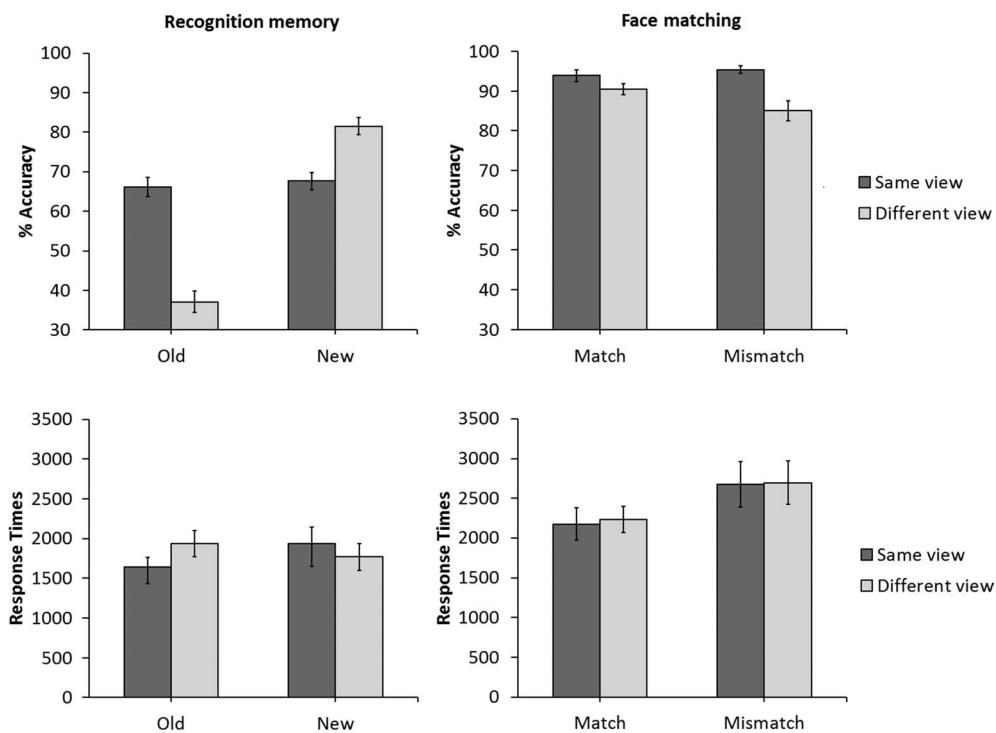 Recognition memory
100
90
80
70
60
50
40
30
% Accuracy
Old New
Face matching
100
90
80
70
60
50
40
30
% Accuracy
Match Mismatch
Same view
Different view
3500
3000
2500
2000
1500
1000
500
0
Response Times
Old New
3500
3000
2500
2000
1500
1000
500
0
Response Times
Match Mismatch
Same view
Different view